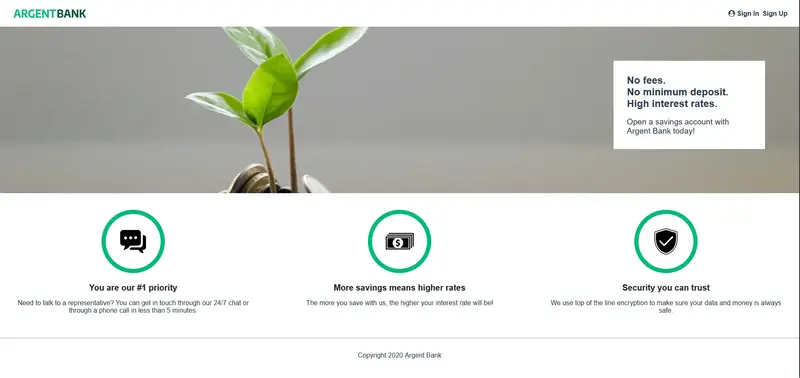 ARGENTBANK
Sign In Sign Up
No fees.
No minimum deposit.
High interest rates.
Open a savings account with
Argent Bank today!
You are our #1 priority
Need to talk to a representative? You can get in touch through our 24/7 chat or
through a phone call in less than 5 minutes.
More savings means higher rates
The more you save with us, the higher your interest rate will be!
Security you can trust
We use top of the line encryption to make sure your data and money is always
safe.
Copyright 2020 Argent Bank